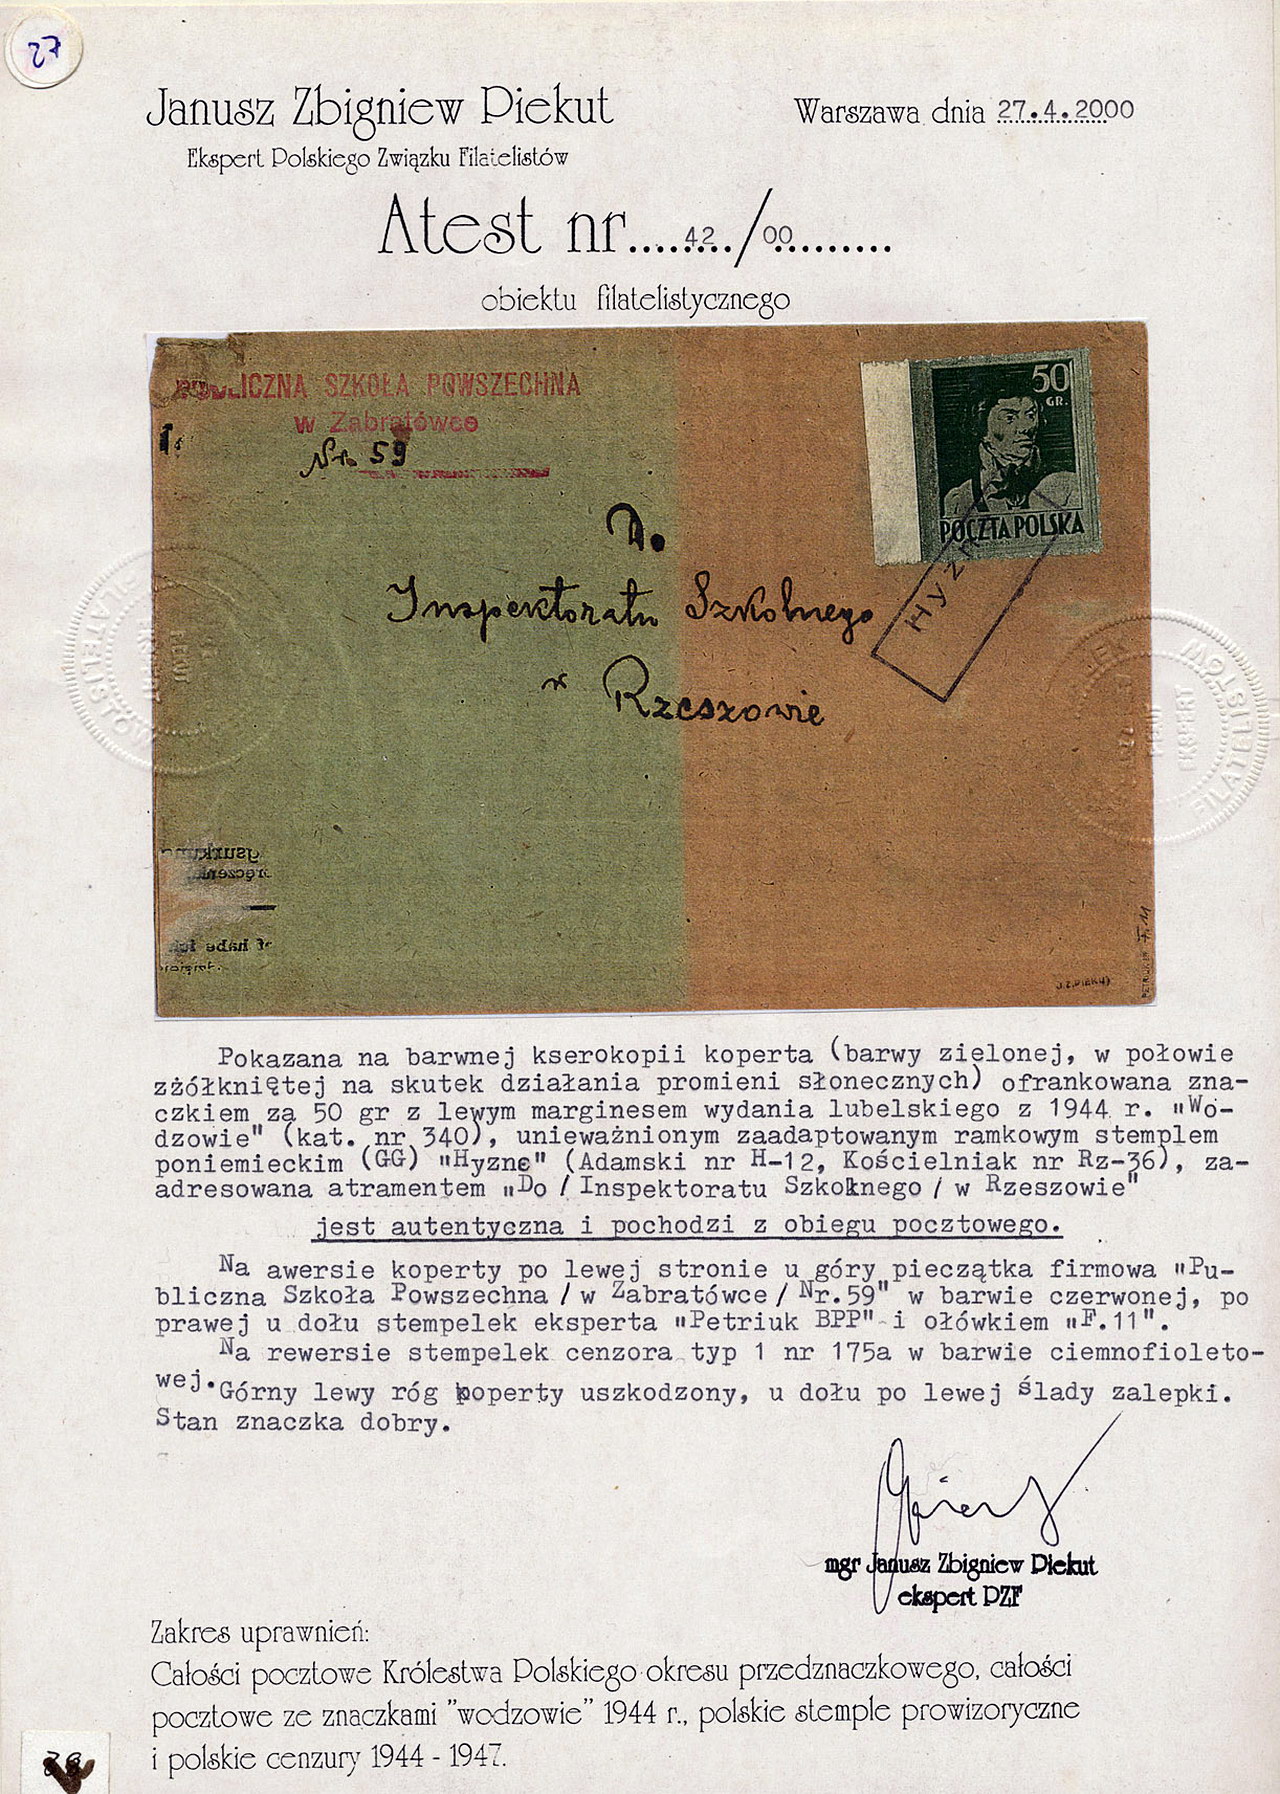 27
Janusz Zbigniew Piekut
Warszawa dnia 27.4.2000
Ekspert Polskiego Związku Filatelistów
Atest nr....42./00.........
obiektu filatelistycznego
PUBLICZNA SZKOŁA POWSZECHNA
w Zabratówce
Nr. 59
50
GR.
POCZTA POLSKA
Hyzne
Do
Inspektoratu Szkolnego
w Rzeszowie
J.Z.PIEKUT
Pokazana na barwnej kserokopii koperta (barwy zielonej, w połowie
zżółkniętej na skutek działania promieni słonecznych) ofrankowana zna-
czkiem za 50 gr z lewym marginesem wydania lubelskiego z 1944 r. "Wo-
dzowie" (kat. nr 340), unieważnionym zaadaptowanym ramkowym stemplem
poniemieckim (GG) "Hyzne" (Adamski nr H-12, Kościelniak nr Rz-36), za-
adresowana atramentem "Do / Inspektoratu Szkolnego / w Rzeszowie"
jest autentyczna i pochodzi z obiegu pocztowego.
Na awersie koperty po lewej stronie u góry pieczątka firmowa "Pu-
bliczna Szkoła Powszechna / w Zabratówce / Nr.59" w barwie czerwonej, po
prawej u dołu stempelek eksperta "Petriuk BPP" i ołówkiem "F.11".
Na rewersie stempelek cenzora typ 1 nr 175a w barwie ciemnofioleto-
wej. Górny lewy róg koperty uszkodzony, u dołu po lewej ślady zalepki.
Stan znaczka dobry.
mgr Janusz Zbigniew Piekut
ekspert PZF
Zakres uprawnień:
Całości pocztowe Królestwa Polskiego okresu przedznaczkowego, całości
pocztowe ze znaczkami "wodzowie" 1944 r., polskie stemple prowizoryczne
i polskie cenzury 1944 - 1947.